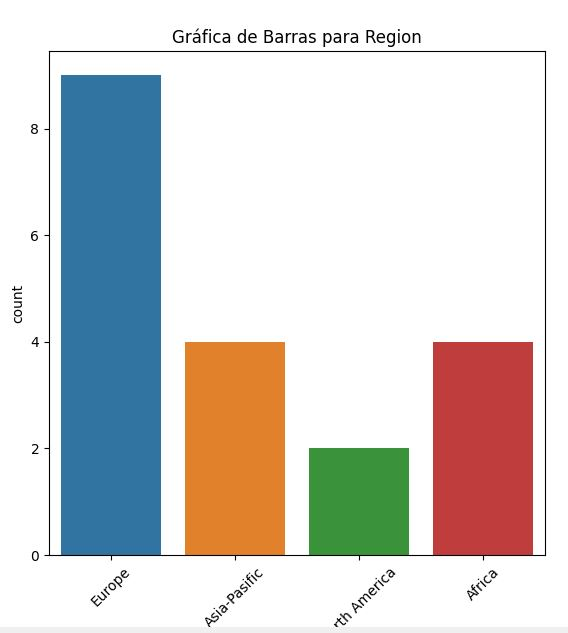 Gráfica de Barras para Region
count
8
6
4
2
0
Europe
Asia-Pasific
rth America
Africa